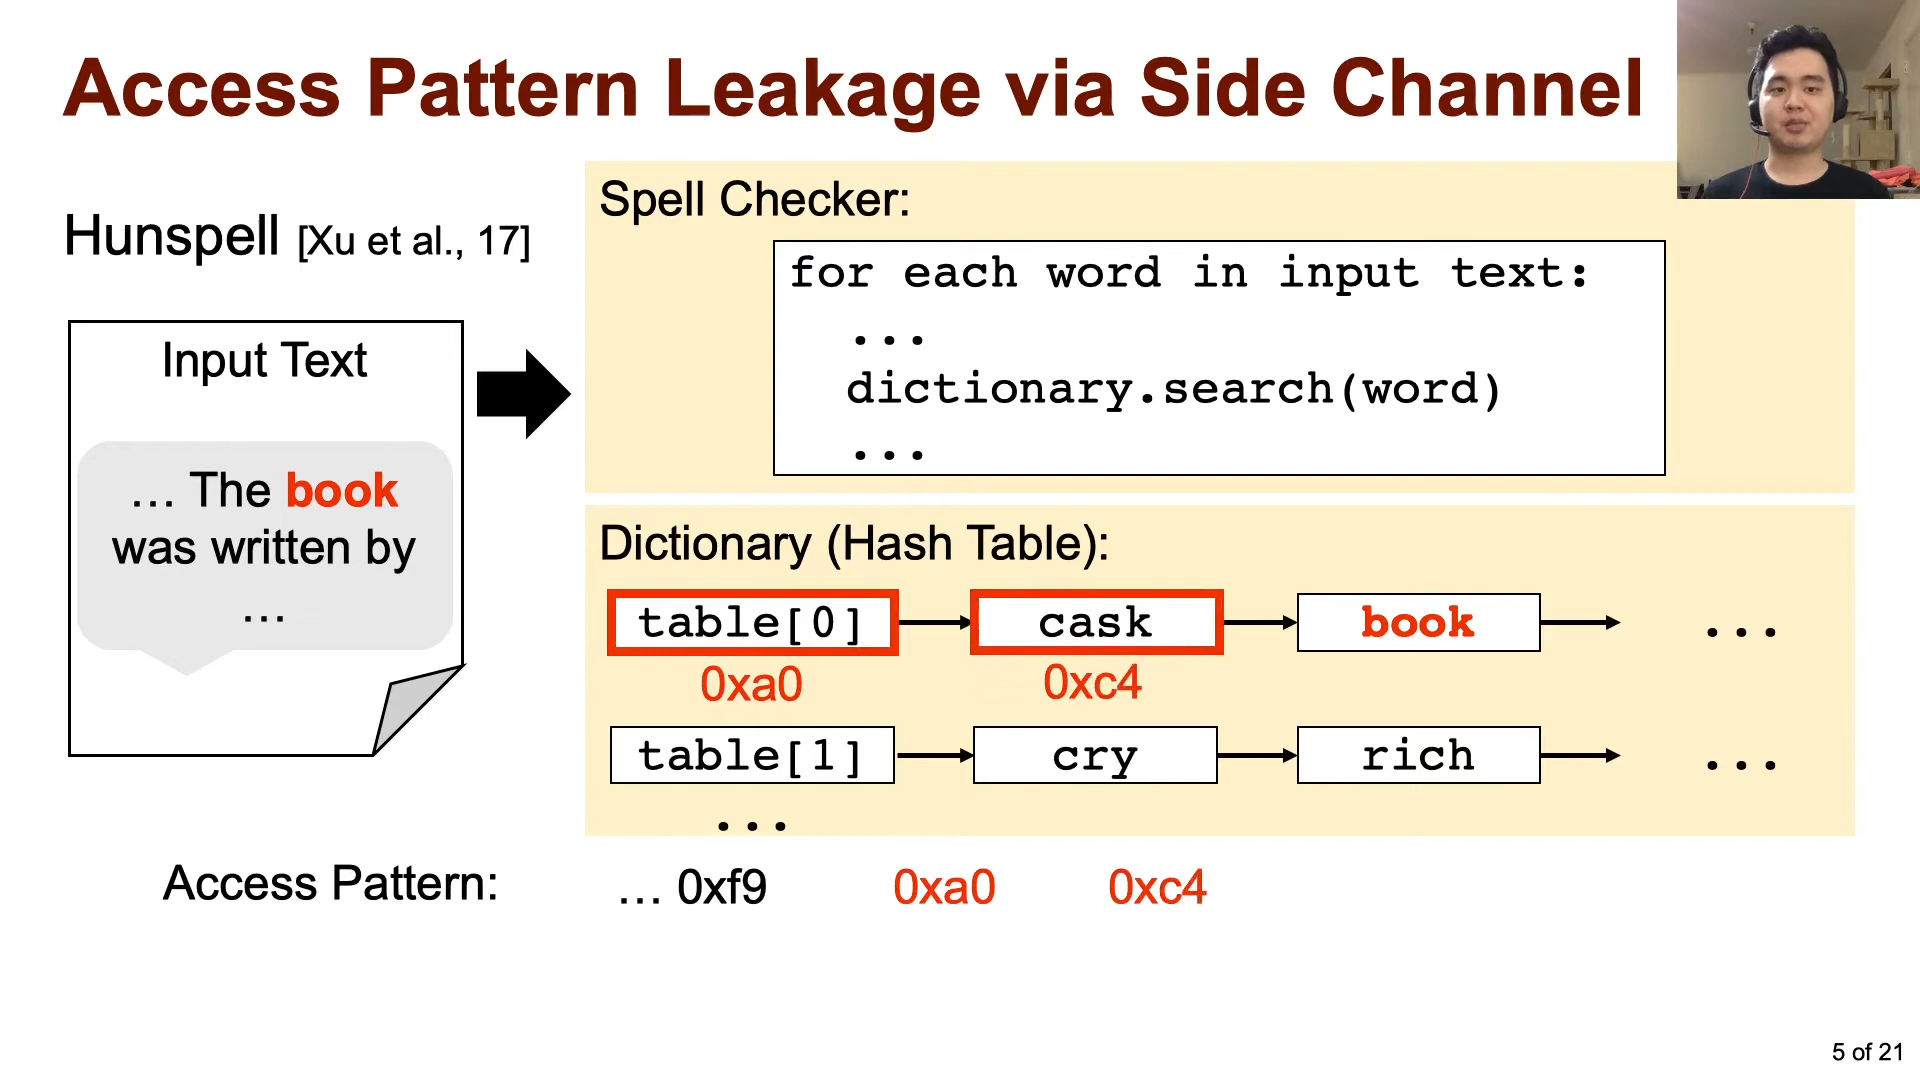 Access Pattern Leakage via Side Channel
Hunspell [Xu et al., 17]
Input Text
… The book
was written by
…
Spell Checker:
for each word in input text:
...
dictionary.search(word)
...
Dictionary (Hash Table):
table[0] cask book ...
0xa0 0xc4
table[1] cry rich ...
...
Access Pattern: … 0xf9 0xa0 0xc4
5 of 21